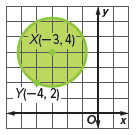 y
X(−3, 4)
Y(−4, 2)
O
x